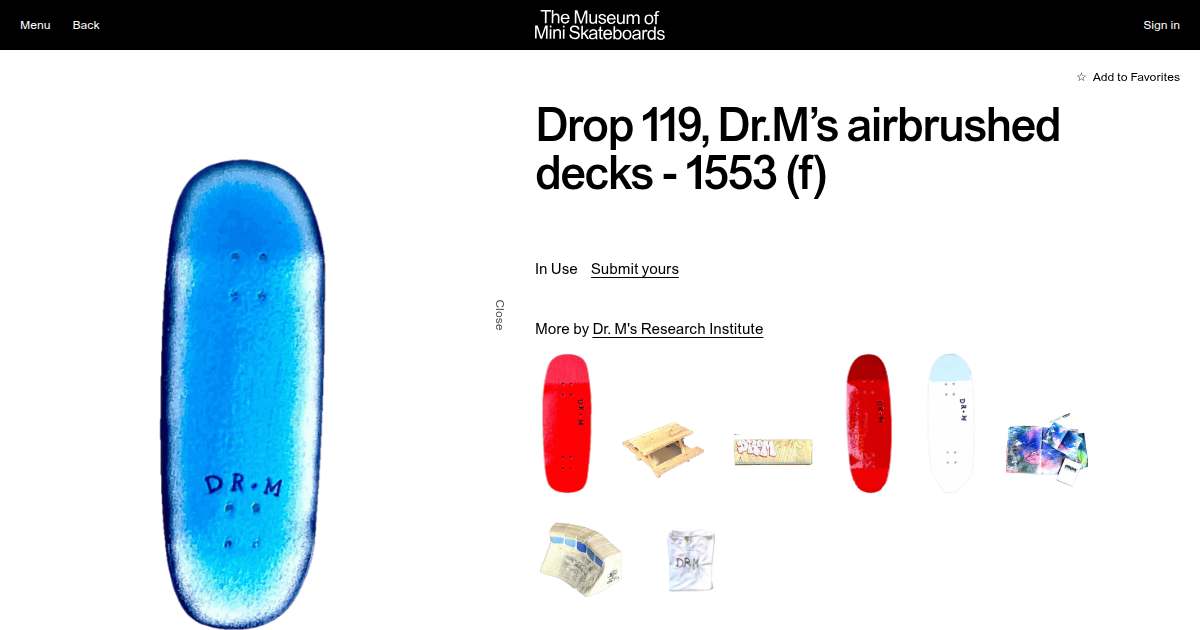 Menu
Back
The Museum of
Mini Skateboards
Sign in
☆ Add to Favorites
Drop 119, Dr.M’s airbrushed
decks - 1553 (f)
In Use Submit yours
Close
More by Dr. M's Research Institute
DR.M
DR.M
DR.M
DR.M
DRM